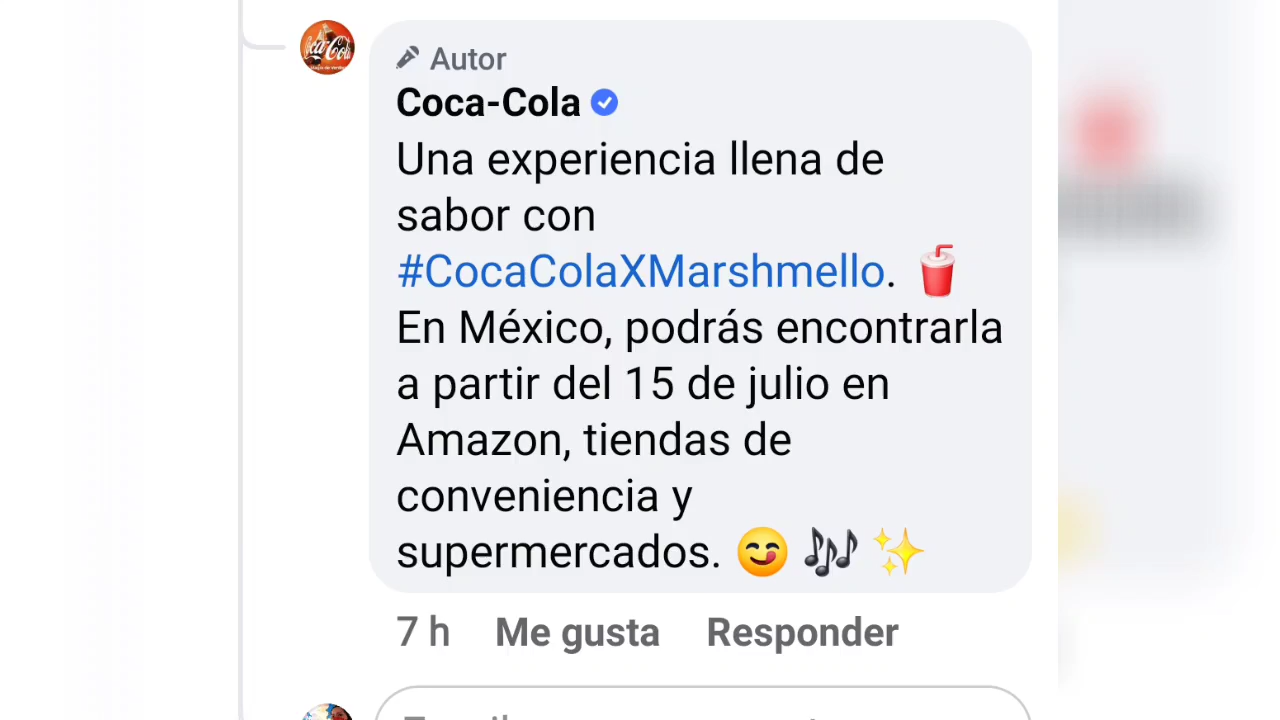 Autor
Coca-Cola
Una experiencia llena de
sabor con
#CocaColaXMarshmello. 🥤
En México, podrás encontrarla
a partir del 15 de julio en
Amazon, tiendas de
conveniencia y
supermercados. 😋 🎶 ✨
7 h Me gusta Responder